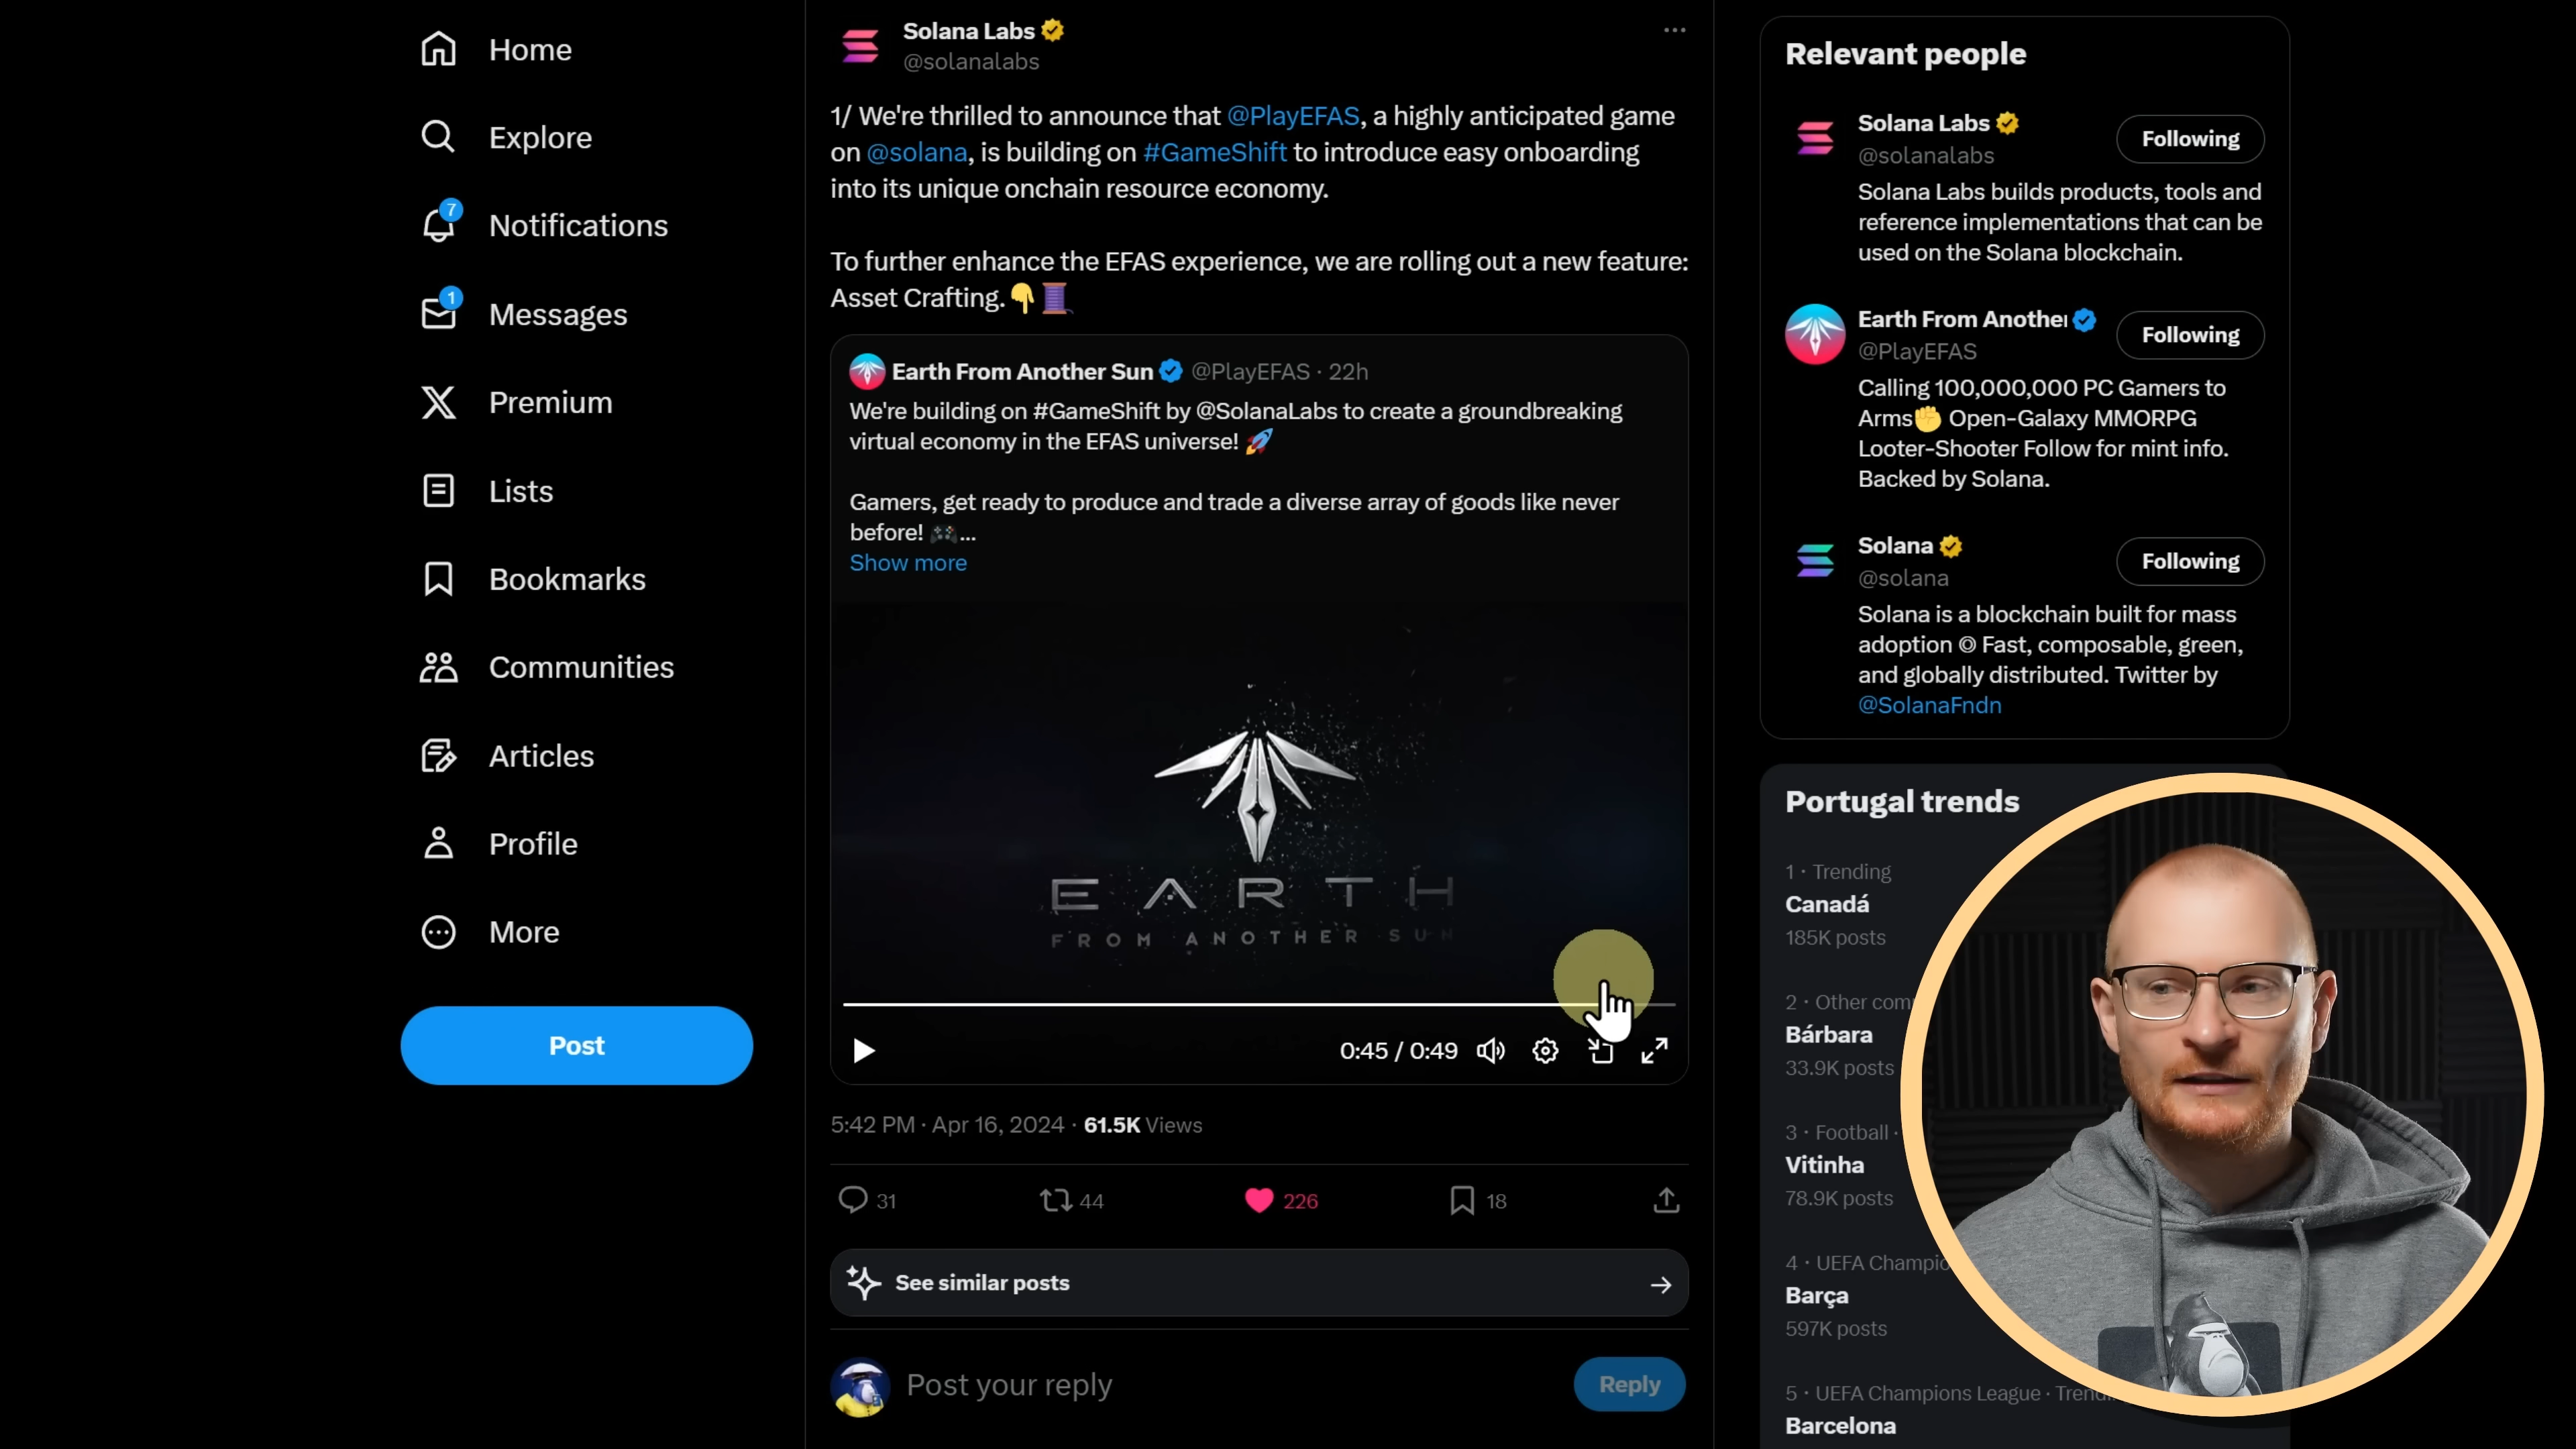 Home
Explore
7
Notifications
1
Messages
Premium
Lists
Bookmarks
Communities
Articles
Profile
More
Post
Solana Labs
@solanalabs
1/ We're thrilled to announce that @PlayEFAS, a highly anticipated game
on @solana, is building on #GameShift to introduce easy onboarding
into its unique onchain resource economy.
To further enhance the EFAS experience, we are rolling out a new feature:
Asset Crafting.
Earth From Another Sun @PlayEFAS · 22h
We're building on #GameShift by @SolanaLabs to create a groundbreaking
virtual economy in the EFAS universe!
Gamers, get ready to produce and trade a diverse array of goods like never
before! ...
Show more
EARTH
FROM ANOTHER SUN
0:45 / 0:49
5:42 PM · Apr 16, 2024 · 61.5K Views
31
44
226
18
See similar posts
Post your reply
Reply
Relevant people
Solana Labs
@solanalabs
Following
Solana Labs builds products, tools and
reference implementations that can be
used on the Solana blockchain.
Earth From Another
@PlayEFAS
Following
Calling 100,000,000 PC Gamers to
Arms Open-Galaxy MMORPG
Looter-Shooter Follow for mint info.
Backed by Solana.
Solana
@solana
Following
Solana is a blockchain built for mass
adoption Fast, composable, green,
and globally distributed. Twitter by
@SolanaFndn
Portugal trends
1 · Trending
Canadá
185K posts
2 · Other
Bárbara
33.9K posts
3 · Football ·
Vitinha
78.9K posts
4 · UEFA
Barça
597K posts
5 · UEFA Champions League ·
Barcelona